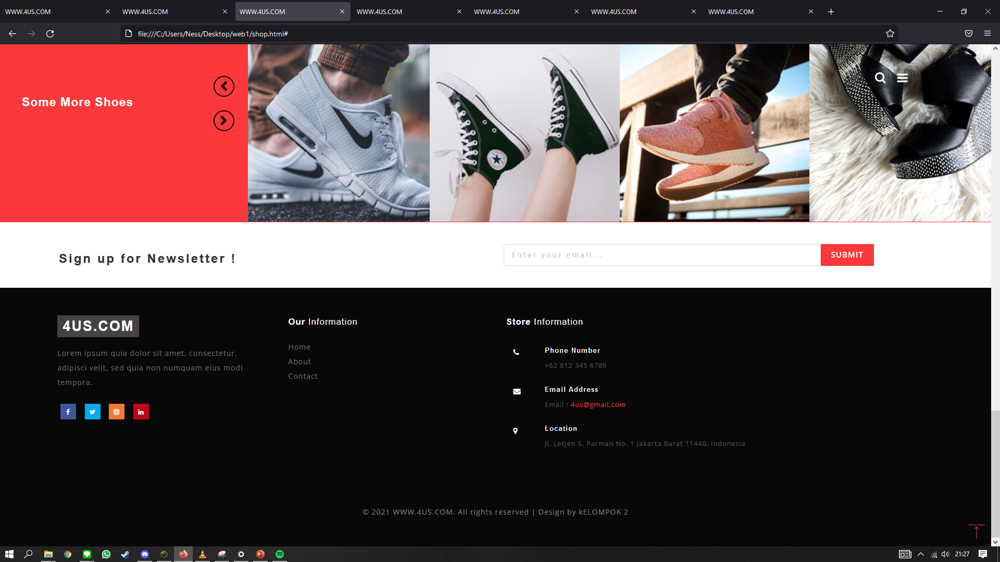 WWW.4US.COM
WWW.4US.COM
WWW.4US.COM
WWW.4US.COM
WWW.4US.COM
WWW.4US.COM
WWW.4US.COM
file:///C:/Users/Ness/Desktop/web1/shop.html#
Some More Shoes
Sign up for Newsletter !
Enter your email...
SUBMIT
4US.COM
Lorem ipsum quia dolor sit amet, consectetur,
adipisci velit, sed quia non numquam eius modi
tempora.
Our Information
Home
About
Contact
Store Information
Phone Number
+62 812 345 6789
Email Address
Email : 4us@gmail.com
Location
Jl. Letjen S. Parman No. 1 Jakarta Barat 11440, Indonesia
© 2021 WWW.4US.COM. All rights reserved | Design by kELOMPOK 2
21:27